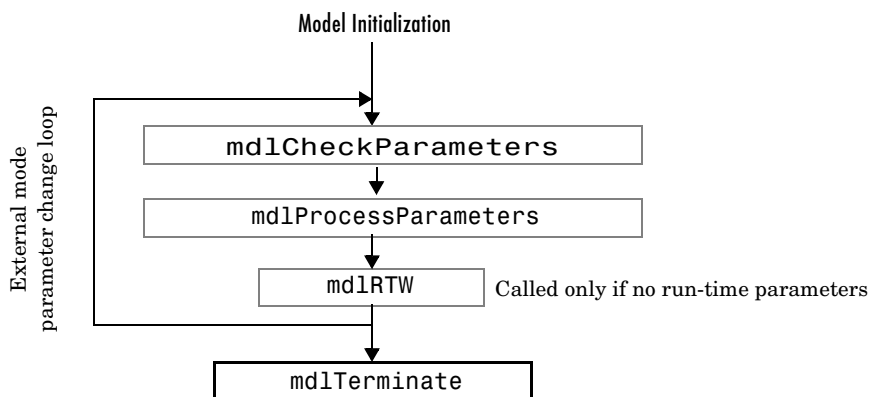 Model Initialization
External mode
parameter change loop
mdlCheckParameters
mdlProcessParameters
mdlRTW
Called only if no run-time parameters
mdlTerminate